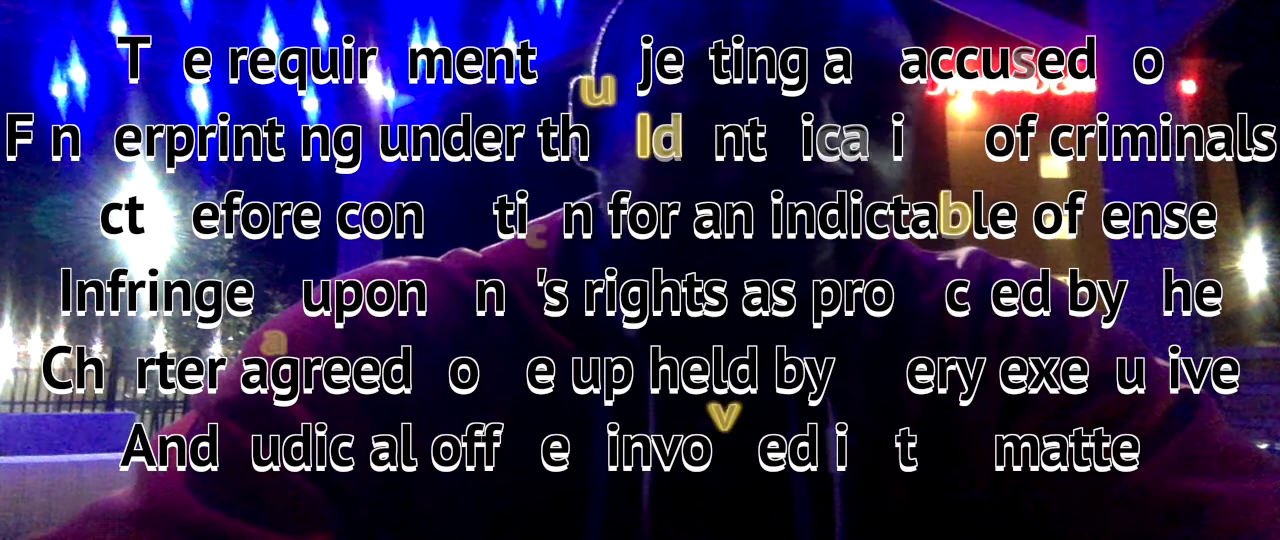 T e requir ment u je ting a accused o
F n erprint ng under th Id nt ica i of criminals
ct efore con ti c n for an indictable of ense
Infringe upon n 's rights as pro c ed by he
Ch a rter agreed o e up held by ery exe u ive
And udic al off e invo v ed i t matte